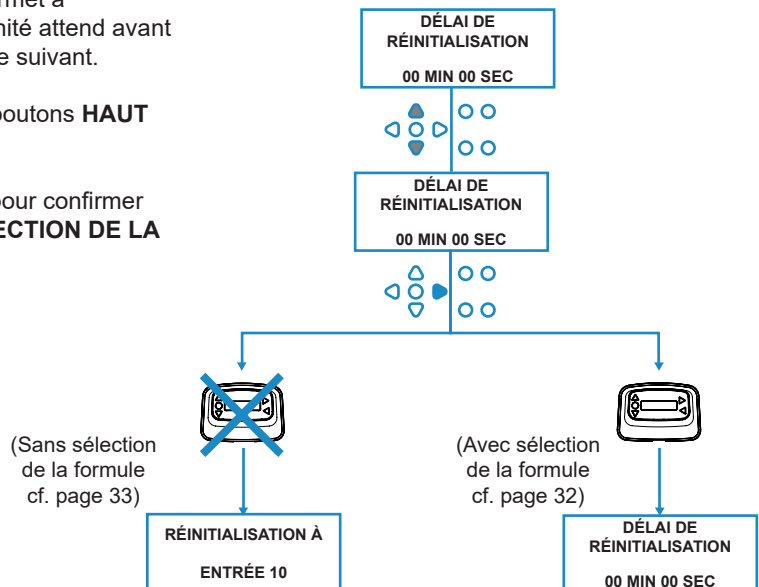 ermet à
nité attend avant
e suivant.
boutons HAUT
pour confirmer
ECTION DE LA
DÉLAI DE
RÉINITIALISATION
00 MIN 00 SEC
DÉLAI DE
RÉINITIALISATION
00 MIN 00 SEC
(Sans sélection
de la formule
cf. page 33)
(Avec sélection
de la formule
cf. page 32)
RÉINITIALISATION À
ENTRÉE 10
DÉLAI DE
RÉINITIALISATION
00 MIN 00 SEC